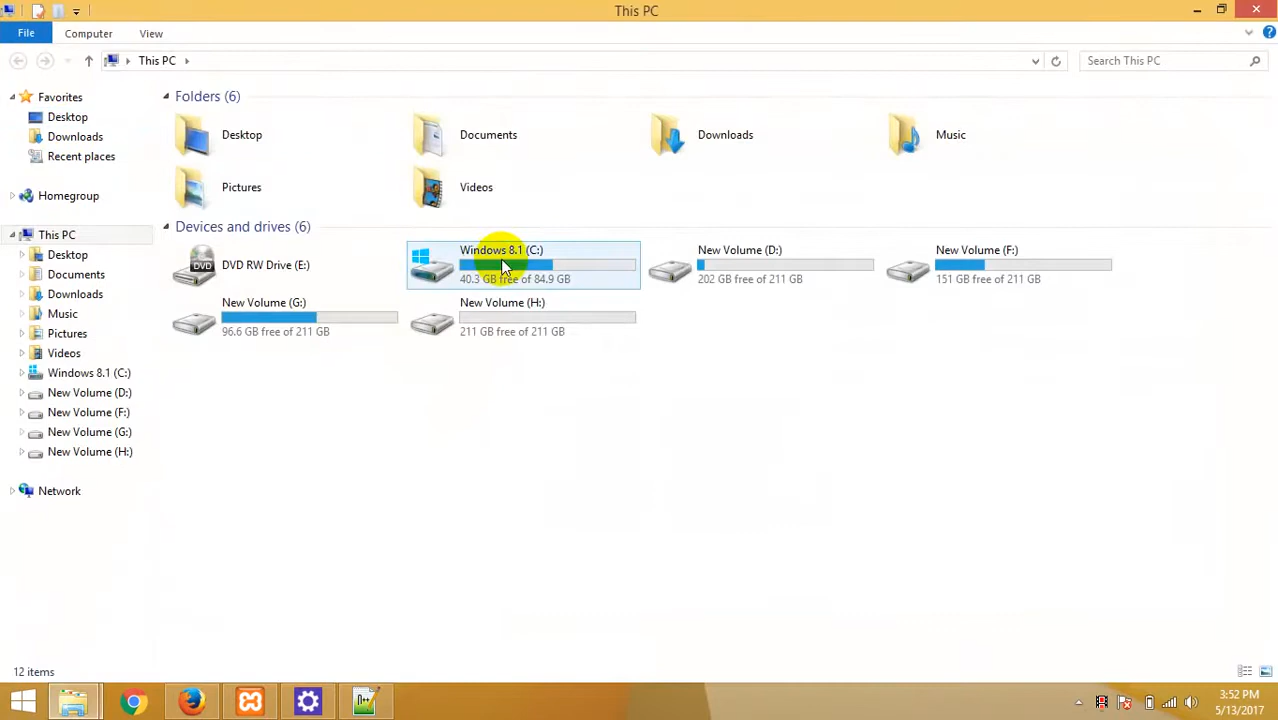 This PC
File
Computer
View
This PC
Search This PC
Favorites
Desktop
Downloads
Recent places
Homegroup
This PC
Desktop
Documents
Downloads
Music
Pictures
Videos
Windows 8.1 (C:)
New Volume (D:)
New Volume (F:)
New Volume (G:)
New Volume (H:)
Network
Folders (6)
Desktop
Documents
Downloads
Music
Pictures
Videos
Devices and drives (6)
DVD
DVD RW Drive (E:)
Windows 8.1 (C:)
40.3 GB free of 84.9 GB
New Volume (D:)
202 GB free of 211 GB
New Volume (F:)
151 GB free of 211 GB
New Volume (G:)
96.6 GB free of 211 GB
New Volume (H:)
211 GB free of 211 GB
12 items
3:52 PM
5/13/2017